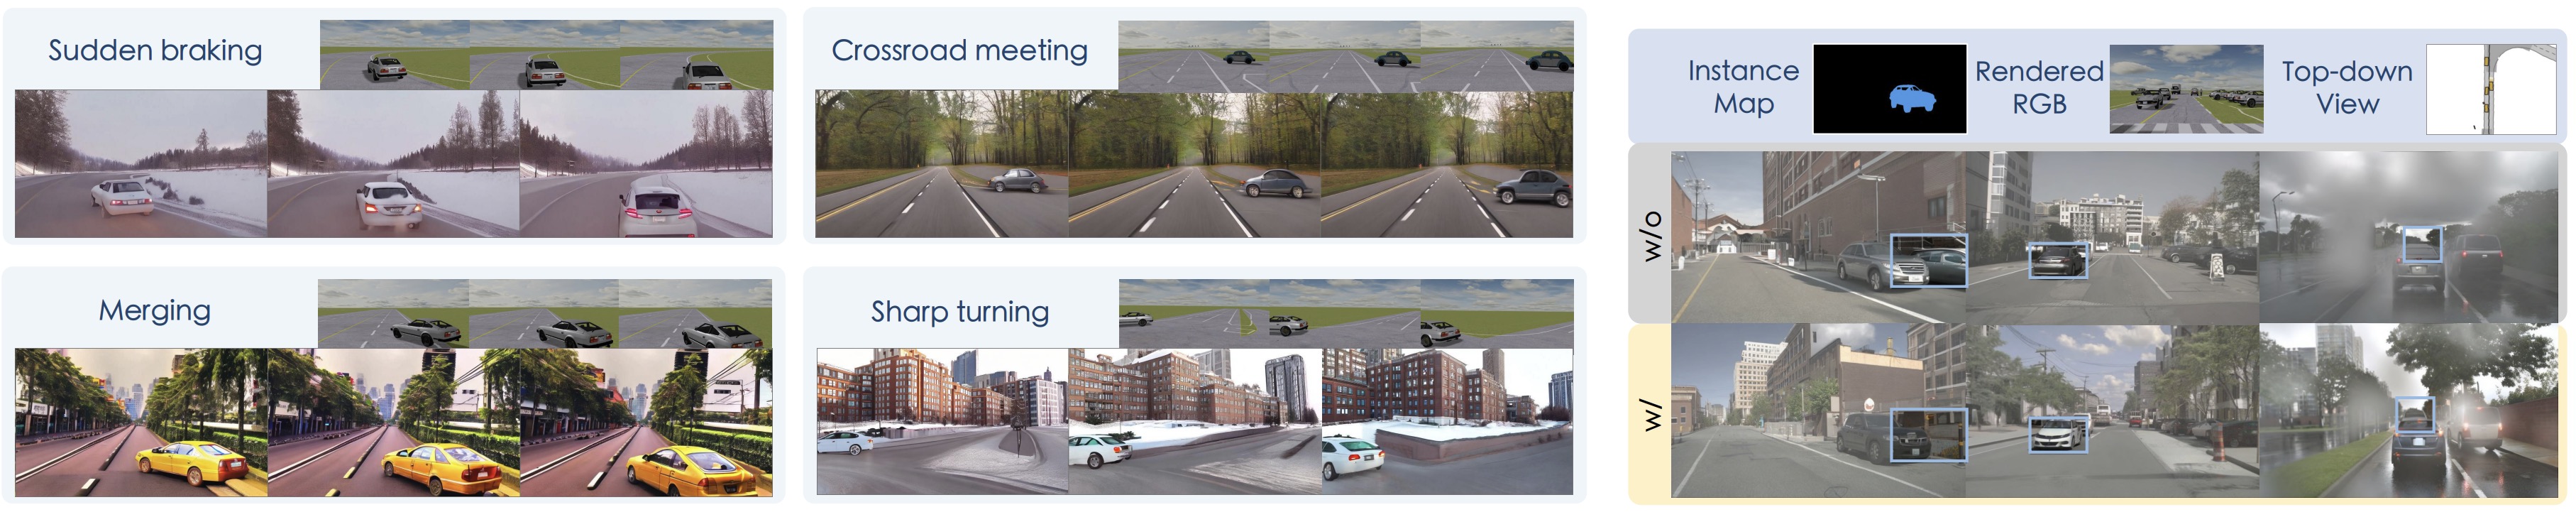 Sudden braking
Crossroad meeting
Merging
Sharp turning
Instance
Map
Rendered
RGB
Top-down
View
w/o
w/